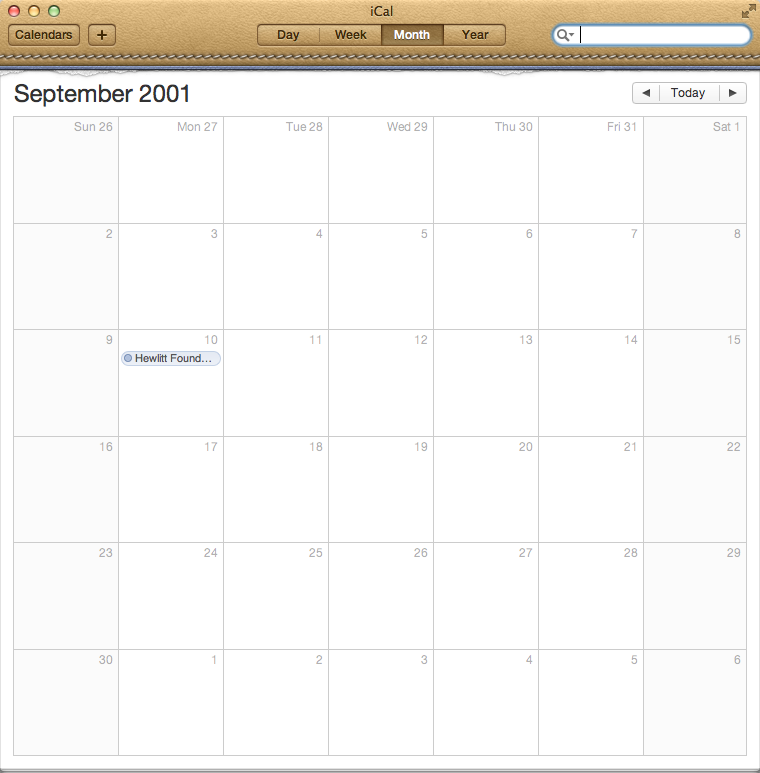 iCal
Calendars + Day Week Month Year
September 2001 Today
Sun 26 Mon 27 Tue 28 Wed 29 Thu 30 Fri 31 Sat 1
2 3 4 5 6 7 8
9 10 11 12 13 14 15
Hewlitt Found...
16 17 18 19 20 21 22
23 24 25 26 27 28 29
30 1 2 3 4 5 6